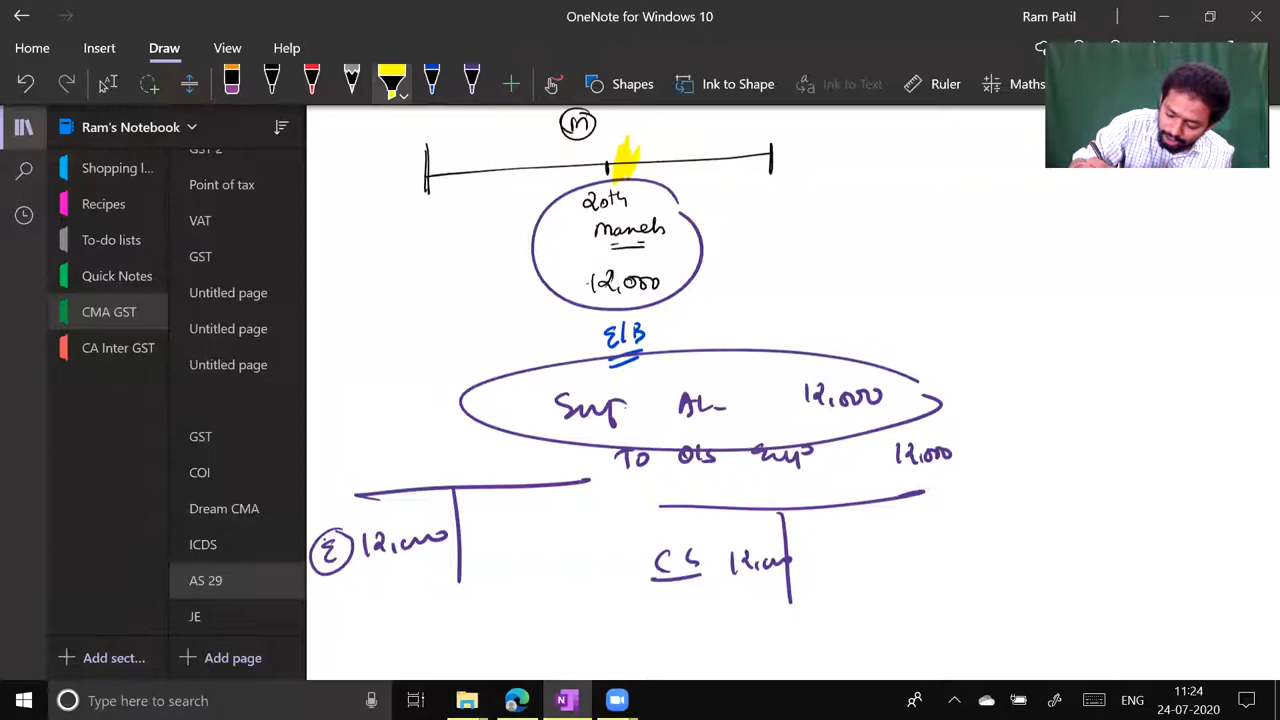 OneNote for Windows 10
Ram Patil
Home Insert Draw View Help
Shapes Ink to Shape Ink to Text Ruler Maths
Ram's Notebook
Shopping l...
Recipes
To-do lists
Quick Notes
CMA GST
CA Inter GST
GST 2
Point of tax
VAT
GST
Untitled page
Untitled page
Untitled page
GST
COI
Dream CMA
ICDS
AS 29
JE
Add sect...
Add page
m
20th
March
12,000
E/B
Sup A/c 12,000
To O/s Exp 12,000
E 12,000
CS 12,000
Type here to search
ENG
11:24
24-07-2020